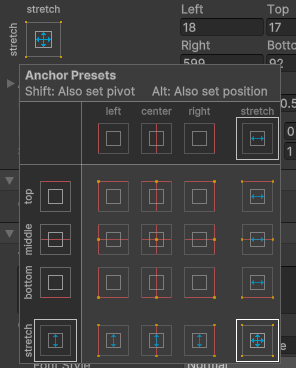 stretch
Left Top
stretch
18 17
Right Botto
599 92
Anchor Presets
Shift: Also set pivot Alt: Also set position
left center right stretch
0.5
0
1
top
middle
bottom
stretch
Font Style Normal